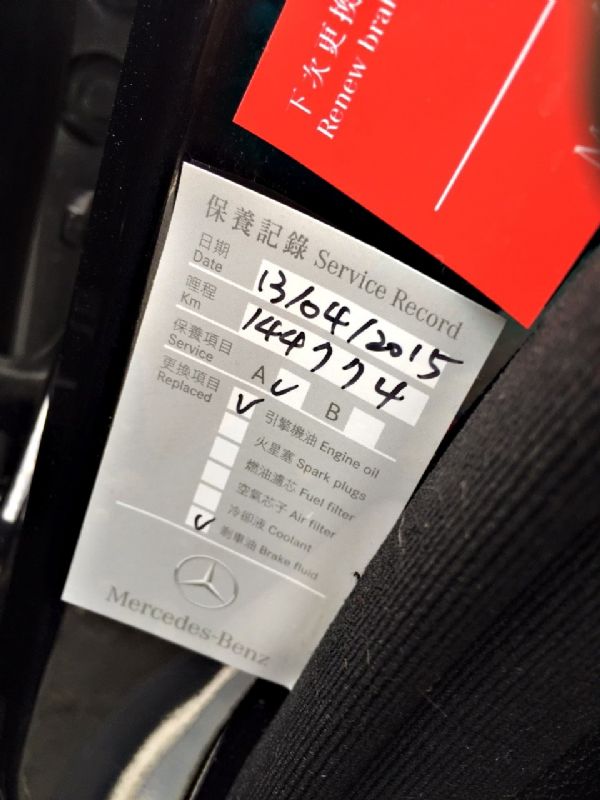 下次更換
Renew bra
保養記錄 Service Record
日期
Date
13/04/2015
哩程
Km
144774
保養項目
Service
A ✓ B
更換項目
Replaced
✓ 引擎機油 Engine oil
火星塞 Spark plugs
燃油濾芯 Fuel filter
空氣芯子 Air filter
冷卻液 Coolant
✓ 剎車油 Brake fluid
Mercedes-Benz